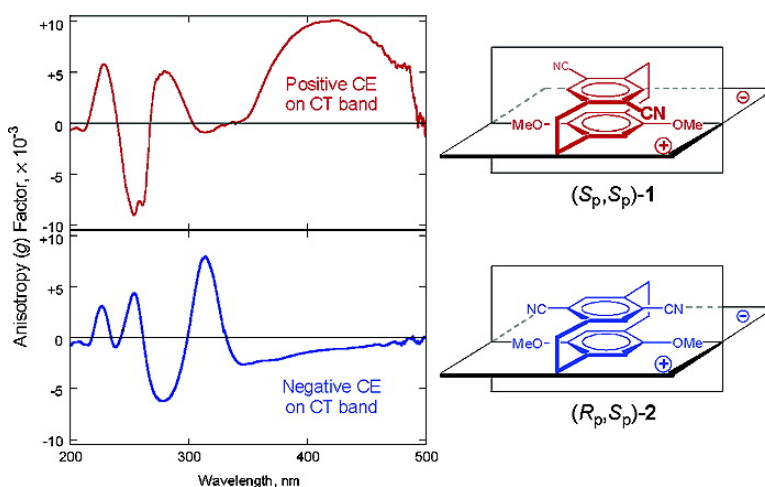 Anisotropy (g) Factor, × 10⁻³
+10
+5
0
-5
-10
Positive CE
on CT band
+10
+5
0
-5
-10
Negative CE
on CT band
200
300
400
500
Wavelength, nm
NC
CN
MeO
OMe
⊖
⊕
(Sp,Sp)-1
NC
CN
MeO
OMe
⊖
⊕
(Rp,Sp)-2